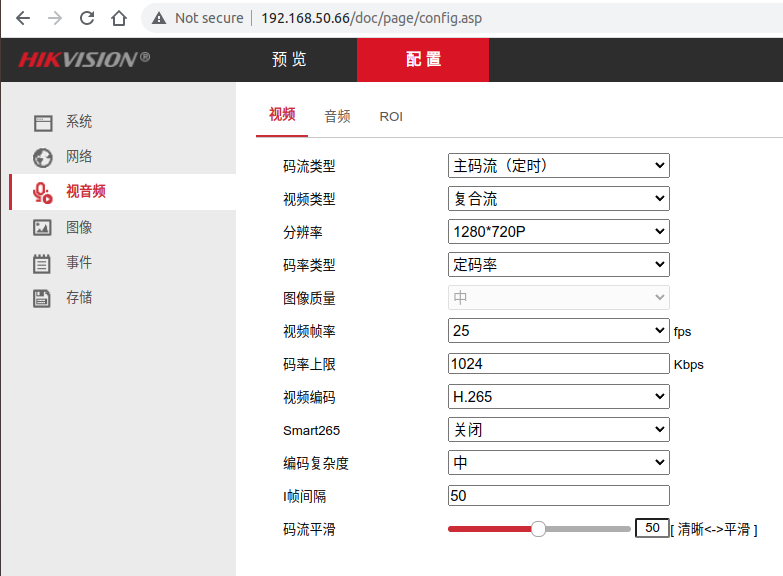 Not secure | 192.168.50.66/doc/page/config.asp
HIKVISION® 预 览 配 置
系统
网络
视音频
图像
事件
存储
视频 音频 ROI
码流类型 主码流（定时）
视频类型 复合流
分辨率 1280*720P
码率类型 定码率
图像质量 中
视频帧率 25 fps
码率上限 1024 Kbps
视频编码 H.265
Smart265 关闭
编码复杂度 中
I帧间隔 50
码流平滑 50 [ 清晰<->平滑 ]